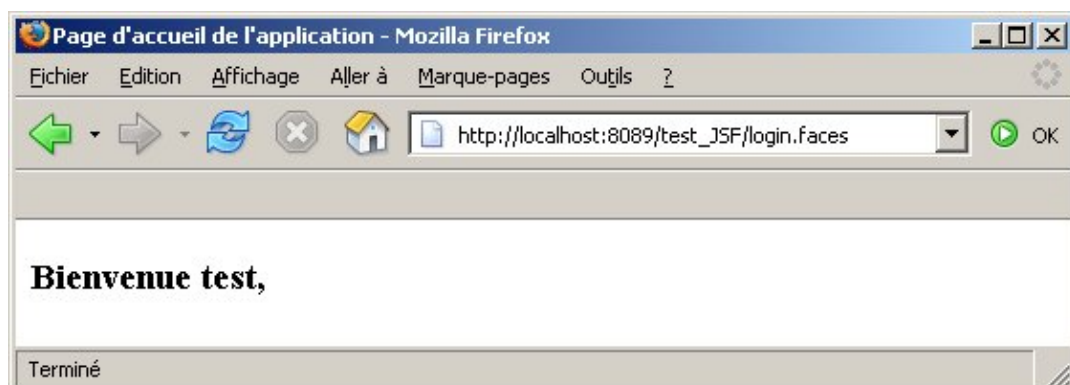 Page d'accueil de l'application - Mozilla Firefox
Fichier Edition Affichage Aller à Marque-pages Outils ?
http://localhost:8089/test_JSF/login.faces OK
Bienvenue test,
Terminé